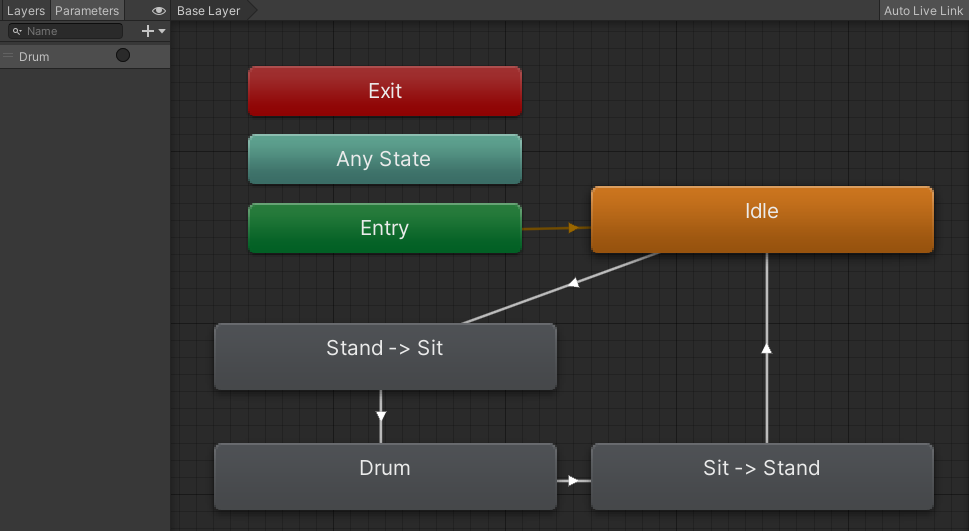 Layers Parameters Base Layer Auto Live Link
Name
Drum
Exit
Any State
Entry
Idle
Stand -> Sit
Drum
Sit -> Stand